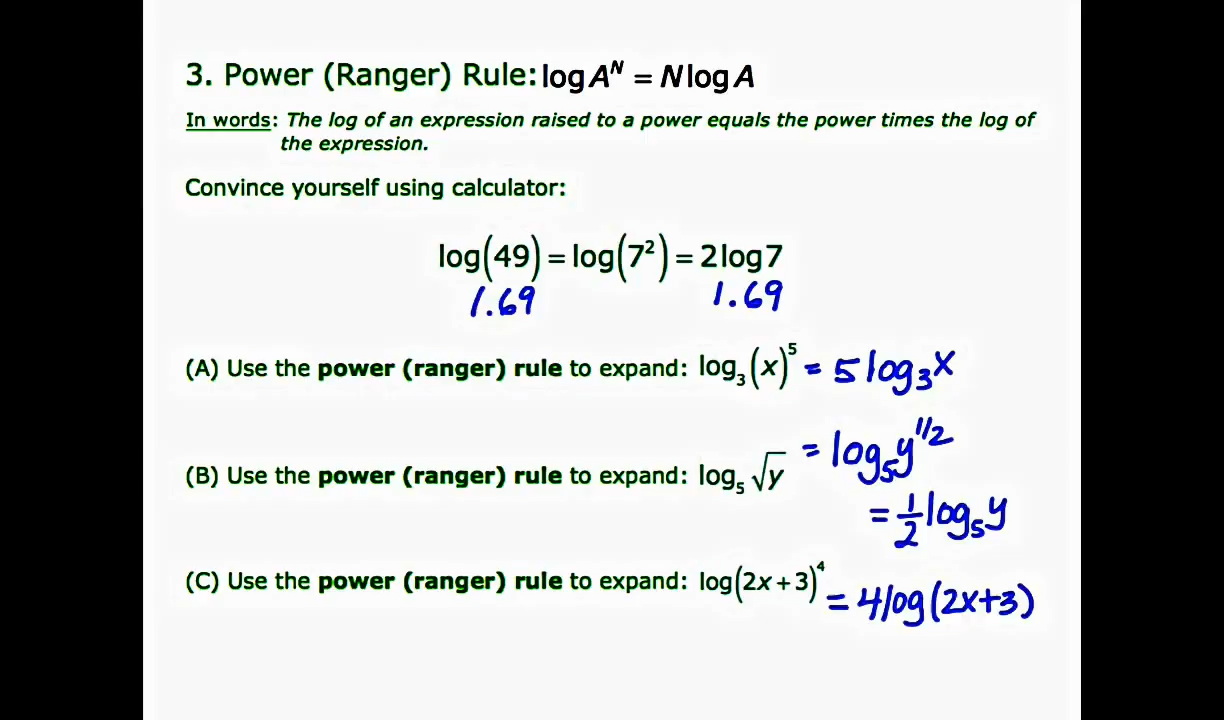 3. Power (Ranger) Rule: log Aᴺ = N log A
In words: The log of an expression raised to a power equals the power times the log of
the expression.
Convince yourself using calculator:
log(49) = log(7²) = 2log7
1.69 1.69
(A) Use the power (ranger) rule to expand: log₃(x)⁵ = 5 log₃x
(B) Use the power (ranger) rule to expand: log₅ √y = log₅y^1/2
= 1/2 log₅y
(C) Use the power (ranger) rule to expand: log(2x+3)⁴ = 4log(2x+3)